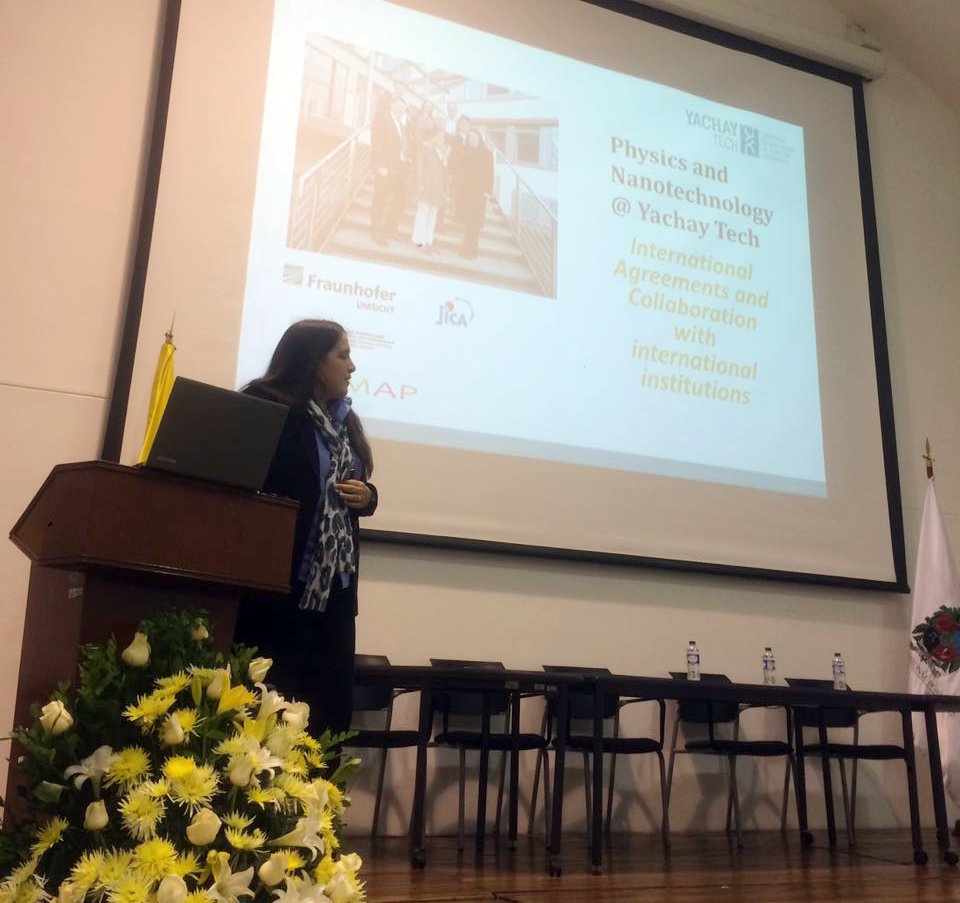 YACHAY
TECH
Physics and
Nanotechnology
@ Yachay Tech
International
Agreements and
Collaboration
with
international
institutions
Fraunhofer
UMSICHT
JICA
MAP